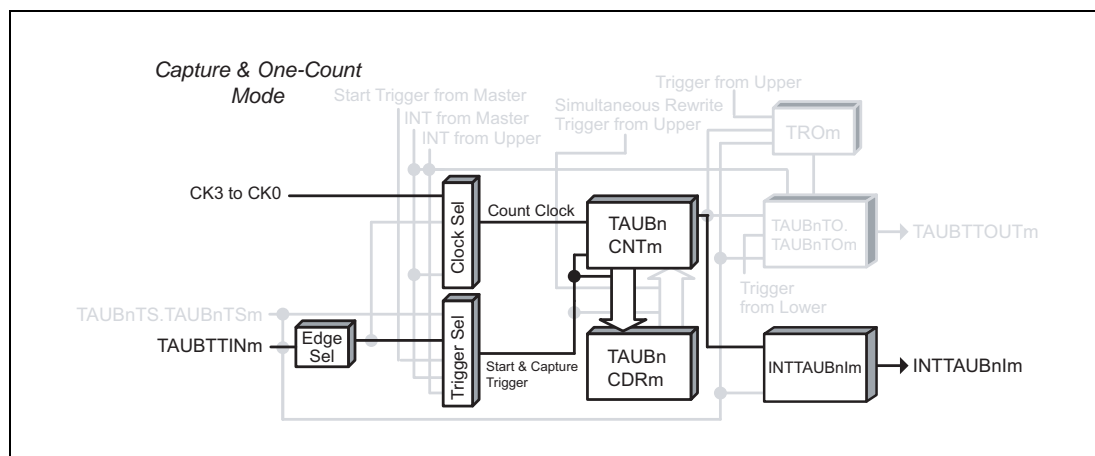 Capture & One-Count
Mode
Trigger from Upper
Start Trigger from Master
Simultaneous Rewrite
Trigger from Upper
INT from Master
INT from Upper
TROm
CK3 to CK0
Clock Sel
Count Clock
TAUBn
CNTm
TAUBnTO.
TAUBnTOm
TAUBTTOUTm
Trigger
from Lower
TAUBnTS.TAUBnTSm
TAUBTTINm
Edge
Sel
Trigger Sel
Start & Capture
Trigger
TAUBn
CDRm
INTTAUBnIm
INTTAUBnIm